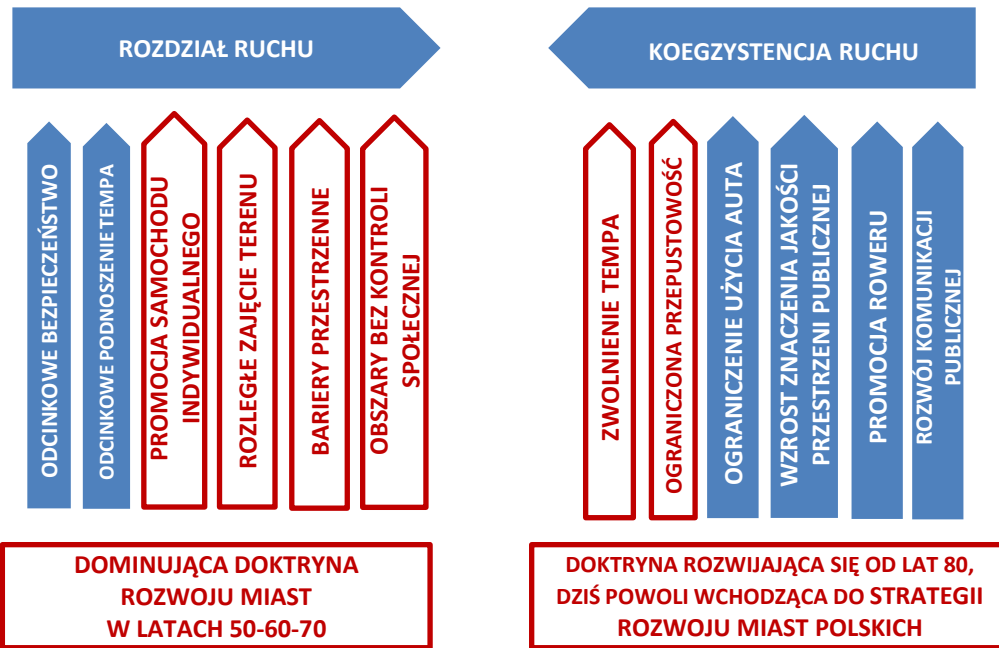 ROZDZIAŁ RUCHU
ODCINKOWE BEZPIECZEŃSTWO
ODCINKOWE PODNOSZENIE TEMPA
PROMOCJA SAMOCHODU
INDYWIDUALNEGO
ROZLEGŁE ZAJĘCIE TERENU
BARIERY PRZESTRZENNE
OBSZARY BEZ KONTROLI
SPOŁECZNEJ
DOMINUJĄCA DOKTRYNA
ROZWOJU MIAST
W LATACH 50-60-70
KOEGZYSTENCJA RUCHU
ZWOLNIENIE TEMPA
OGRANICZONA PRZEPUSTOWOŚĆ
OGRANICZENIE UŻYCIA AUTA
WZROST ZNACZENIA JAKOŚCI
PRZESTRZENI PUBLICZNEJ
PROMOCJA ROWERU
ROZWÓJ KOMUNIKACJI
PUBLICZNEJ
DOKTRYNA ROZWIJAJĄCA SIĘ OD LAT 80,
DZIŚ POWOLI WCHODZĄCA DO STRATEGII
ROZWOJU MIAST POLSKICH